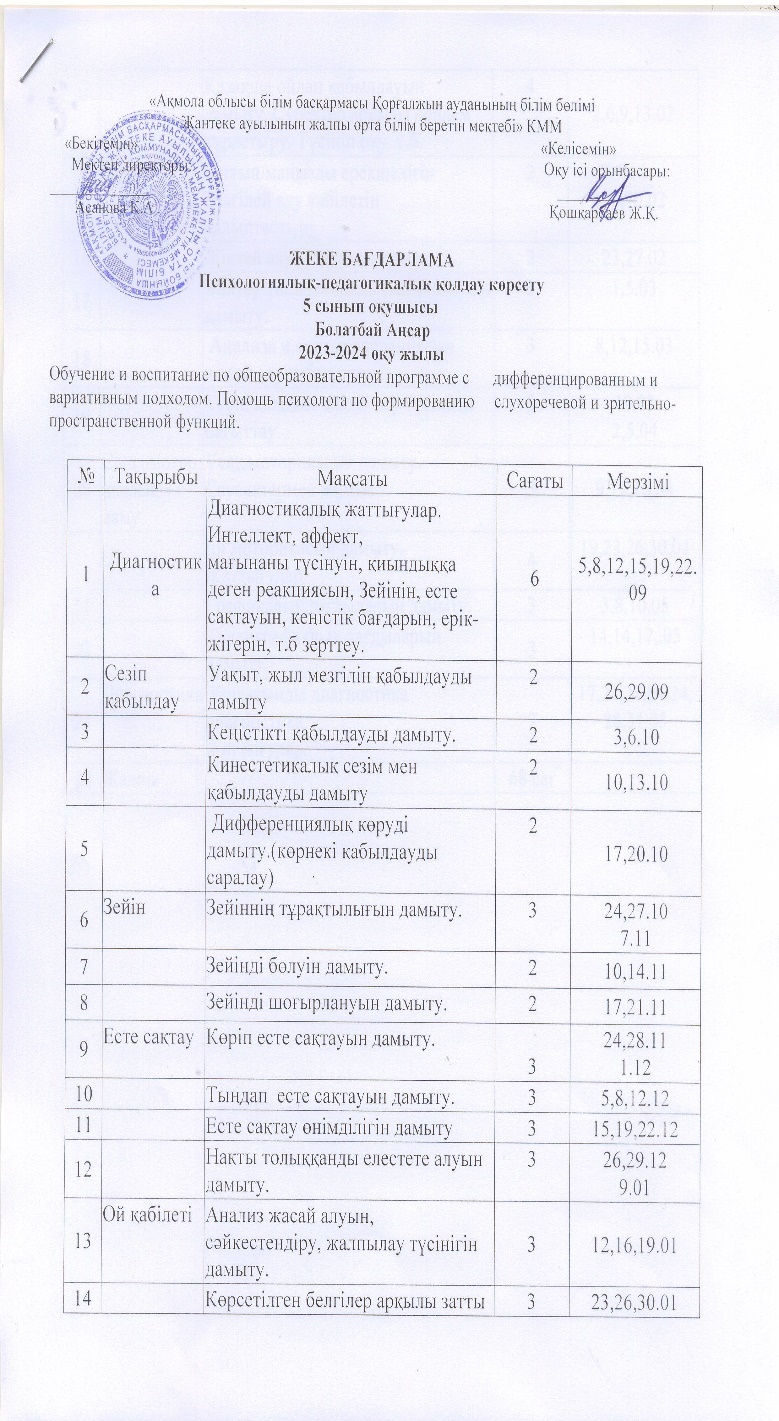 «Ақмола облысы білім басқармасы Қорғалжын ауданының білім бөлімі
Жантеке ауылының жалпы орта білім беретін мектебі» КММ
«Бекітемін» «Келісемін»
Мектеп директоры: Оқу ісі орынбасары:
Асанова К.А Қошкарбаев Ж.Қ.
ЖЕКЕ БАҒДАРЛАМА
Психологиялық-педагогикалық қолдау көрсету
5 сынып оқушысы
Болатбай Аңсар
2023-2024 оқу жылы
Обучение и воспитание по общеобразовательной программе с дифференцированным и
вариативным подходом. Помощь психолога по формированию слухоречевой и зрительно-
пространственной функций.
№ Тақырыбы Мақсаты Сағаты Мерзімі
1 Диагностик
а
Диагностикалық жаттығулар.
Интеллект, аффект,
мағынаны түсінуін, қиындыққа
деген реакциясын, Зейінін, есте
сақтауын, кеңістік бағдарын, ерік-
жігерін, т.б зерттеу.
6
5,8,12,15,19,22.
09
2 Сезіп
қабылдау
Уақыт, жыл мезгілін қабылдауды
дамыту
2 26,29.09
3 Кеңістікті қабылдауды дамыту. 2 3,6.10
4 Кинестетикалық сезім мен
қабылдауды дамыту
2 10,13.10
5 Дифференциялық көруді
дамыту.(көрнекі қабылдауды
саралау)
2 17,20.10
6 Зейін Зейіннің тұрақтылығын дамыту. 3 24,27.10
7.11
7 Зейінді болуін дамыту. 2 10,14.11
8 Зейінді шоғырлануын дамыту. 2 17,21.11
9 Есте сақтау Көріп есте сақтауын дамыту. 3 24,28.11
1.12
10 Тыңдап есте сақтауын дамыту. 3 5,8,12.12
11 Есте сақтау өнімділігін дамыту 3 15,19,22.12
12 Нақты толыққанды елестете алуын
дамыту.
3 26,29.12
9.01
13 Ой қабілеті Анализ жасай алуын,
сәйкестендіру, жалпылау түсінігін
дамыту.
3 12,16,19.01
14 Көрсетілген белгілер арқылы затты 3 23,26,30.01